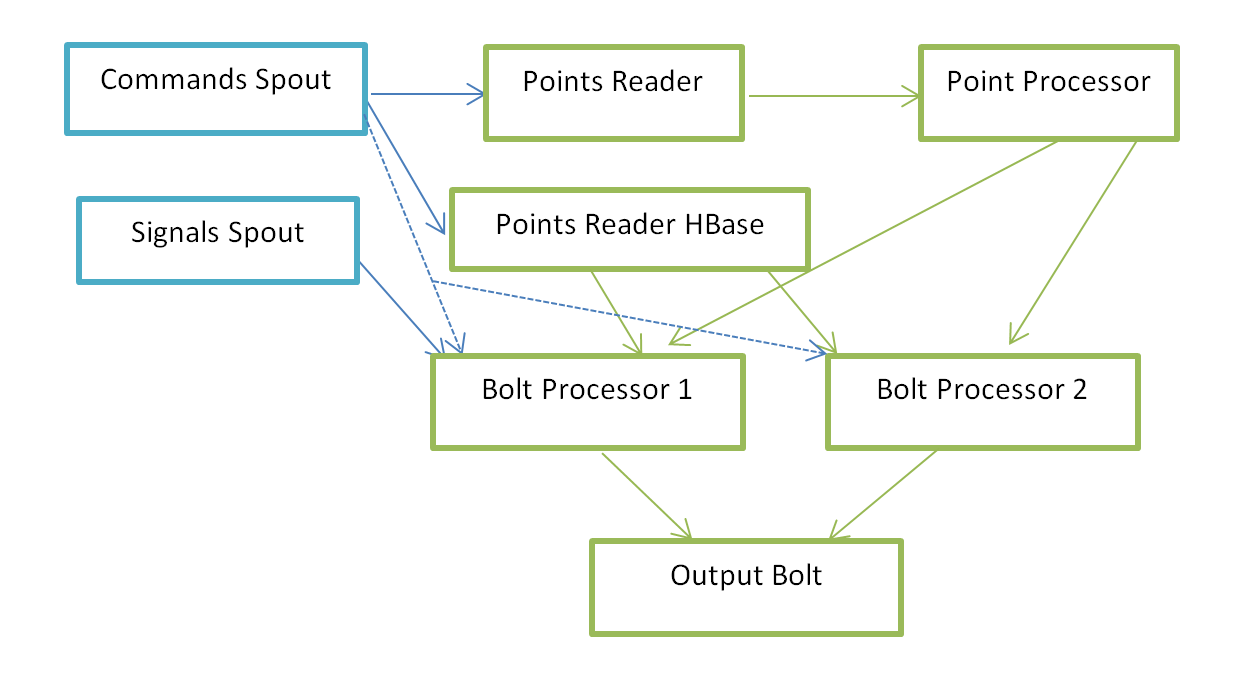 Commands Spout
Points Reader
Point Processor
Signals Spout
Points Reader HBase
Bolt Processor 1
Bolt Processor 2
Output Bolt